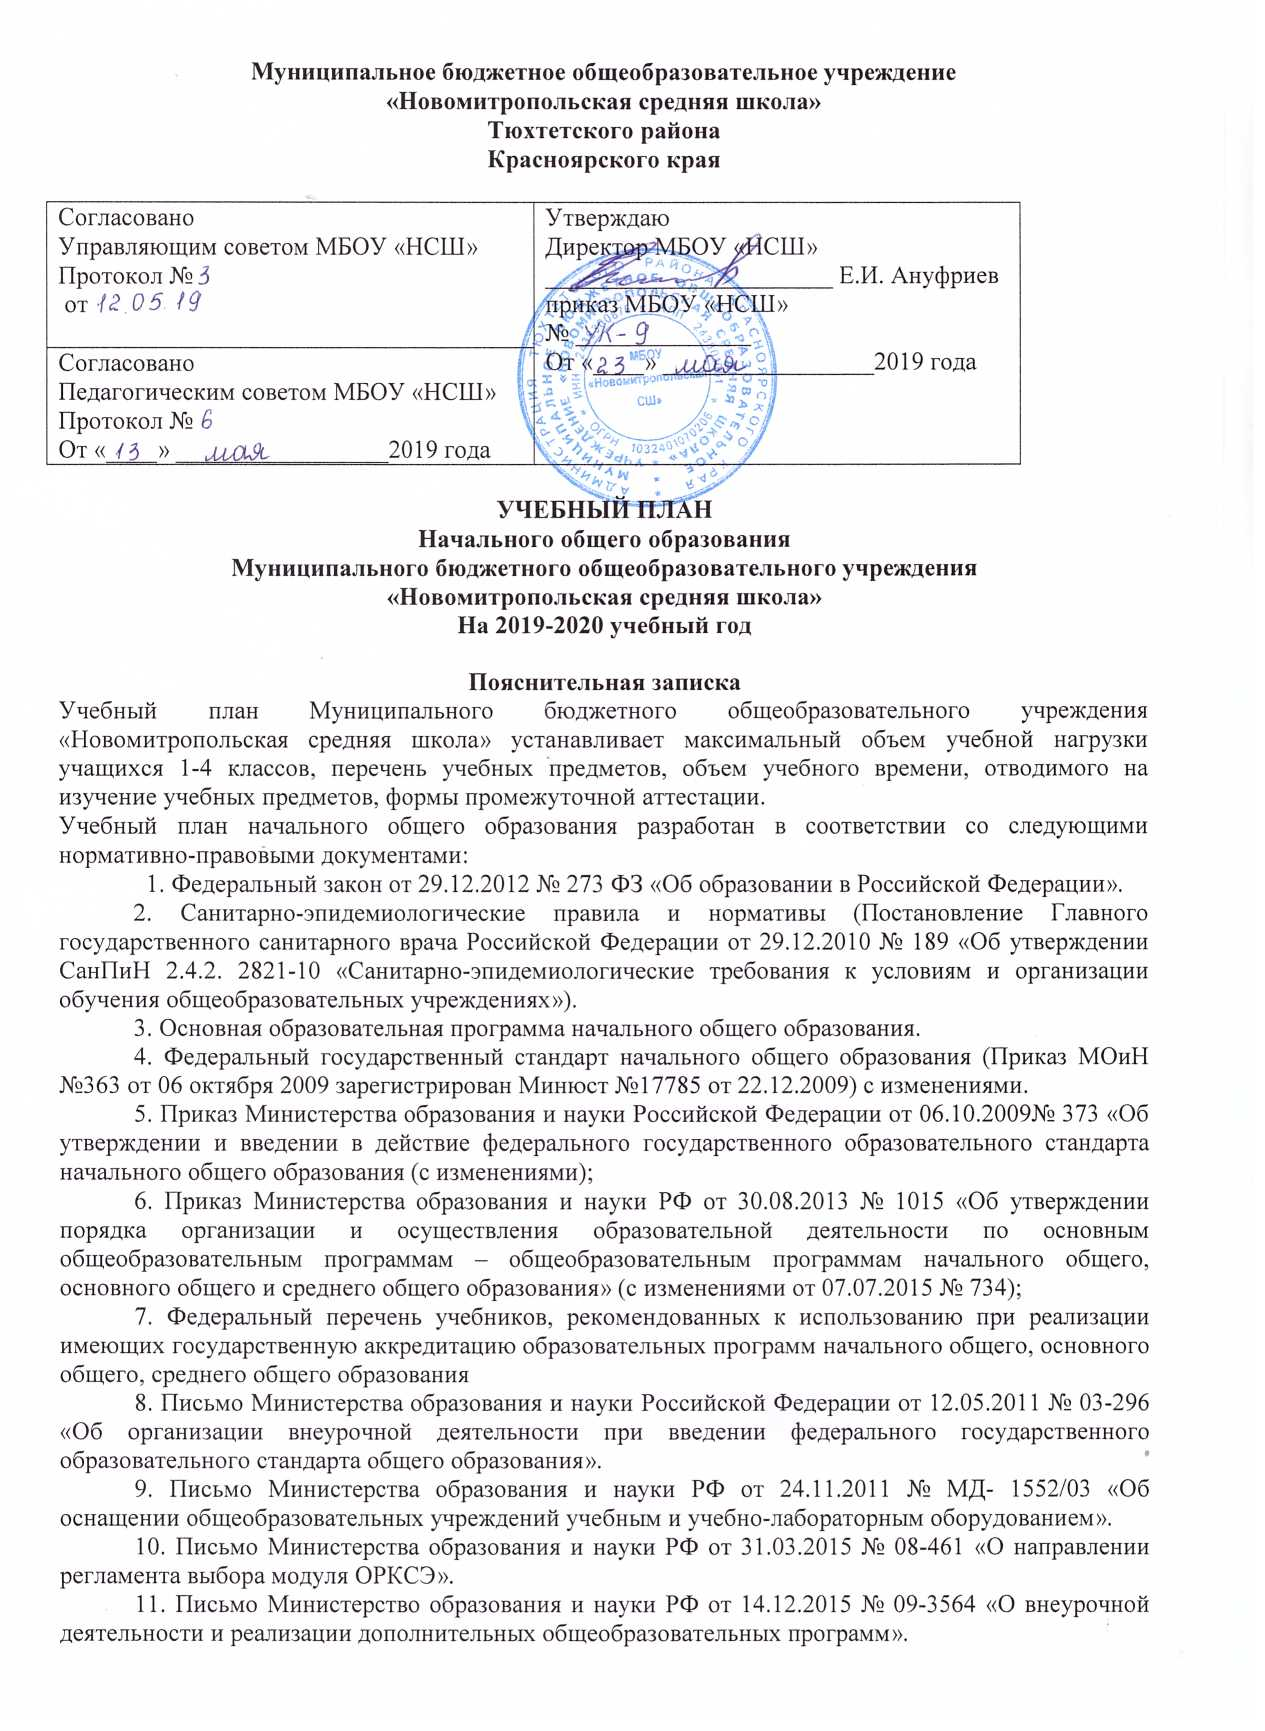 Муниципальное бюджетное общеобразовательное учреждение
«Новомитропольская средняя школа»
Тюхтетского района
Красноярского края
Согласовано
Управляющим советом МБОУ «НСШ»
Протокол № 3
от 12.05.19
Согласовано
Педагогическим советом МБОУ «НСШ»
Протокол № 6
От «13» мая 2019 года
Утверждаю
Директор МБОУ «НСШ»
Е.И. Ануфриев
приказ МБОУ «НСШ»
№ УК-9
От «23» мая 2019 года
МБОУ
«Новомитропольская
СШ»
ОГРН 1032401070206
УЧЕБНЫЙ ПЛАН
Начального общего образования
Муниципального бюджетного общеобразовательного учреждения
«Новомитропольская средняя школа»
На 2019-2020 учебный год
Пояснительная записка
Учебный план Муниципального бюджетного общеобразовательного учреждения
«Новомитропольская средняя школа» устанавливает максимальный объем учебной нагрузки
учащихся 1-4 классов, перечень учебных предметов, объем учебного времени, отводимого на
изучение учебных предметов, формы промежуточной аттестации.
Учебный план начального общего образования разработан в соответствии со следующими
нормативно-правовыми документами:
1. Федеральный закон от 29.12.2012 № 273 ФЗ «Об образовании в Российской Федерации».
2. Санитарно-эпидемиологические правила и нормативы (Постановление Главного
государственного санитарного врача Российской Федерации от 29.12.2010 № 189 «Об утверждении
СанПиН 2.4.2. 2821-10 «Санитарно-эпидемиологические требования к условиям и организации
обучения общеобразовательных учреждениях»).
3. Основная образовательная программа начального общего образования.
4. Федеральный государственный стандарт начального общего образования (Приказ МОиН
№363 от 06 октября 2009 зарегистрирован Минюст №17785 от 22.12.2009) с изменениями.
5. Приказ Министерства образования и науки Российской Федерации от 06.10.2009№ 373 «Об
утверждении и введении в действие федерального государственного образовательного стандарта
начального общего образования (с изменениями);
6. Приказ Министерства образования и науки РФ от 30.08.2013 № 1015 «Об утверждении
порядка организации и осуществления образовательной деятельности по основным
общеобразовательным программам – общеобразовательным программам начального общего,
основного общего и среднего общего образования» (с изменениями от 07.07.2015 № 734);
7. Федеральный перечень учебников, рекомендованных к использованию при реализации
имеющих государственную аккредитацию образовательных программ начального общего, основного
общего, среднего общего образования
8. Письмо Министерства образования и науки Российской Федерации от 12.05.2011 № 03-296
«Об организации внеурочной деятельности при введении федерального государственного
образовательного стандарта общего образования».
9. Письмо Министерства образования и науки РФ от 24.11.2011 № МД- 1552/03 «Об
оснащении общеобразовательных учреждений учебным и учебно-лабораторным оборудованием».
10. Письмо Министерства образования и науки РФ от 31.03.2015 № 08-461 «О направлении
регламента выбора модуля ОРКСЭ».
11. Письмо Министерство образования и науки РФ от 14.12.2015 № 09-3564 «О внеурочной
деятельности и реализации дополнительных общеобразовательных программ».